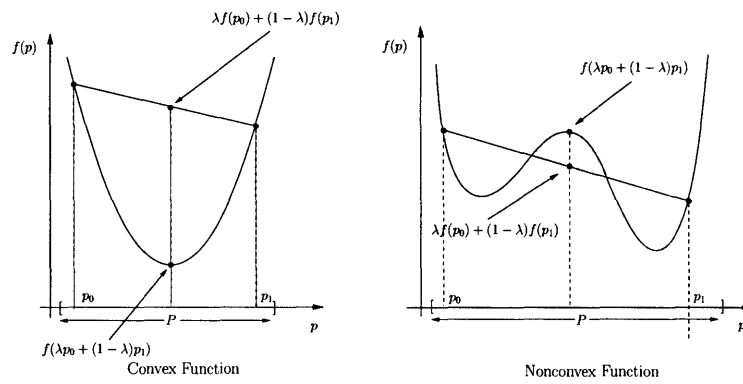 λf(p₀) + (1 − λ)f(p₁)
f(p)
p₀
p₁
P
p
f(λp₀ + (1 − λ)p₁)
Convex Function
f(p)
f(λp₀ + (1 − λ)p₁)
λf(p₀) + (1 − λ)f(p₁)
p₀
p₁
P
p
Nonconvex Function